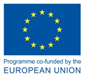 Programme co-funded by the
EUROPEAN UNION